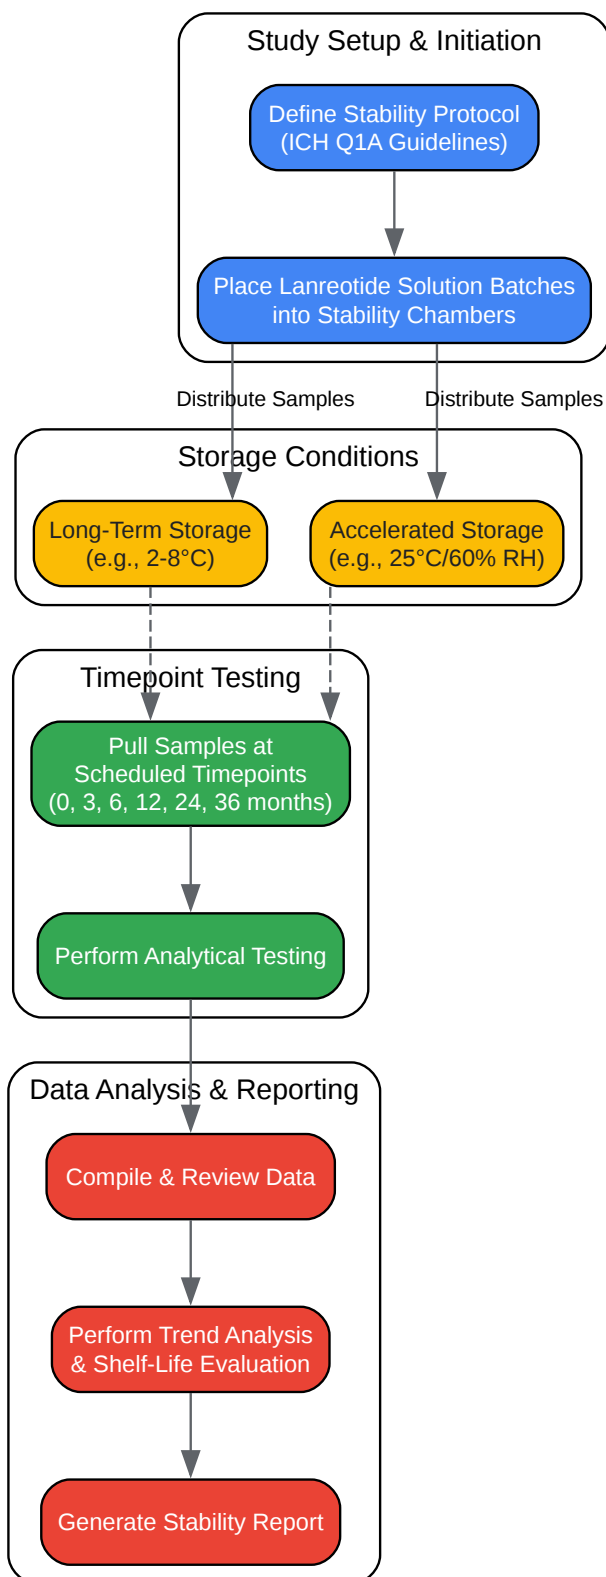 Study Setup & Initiation
Define Stability Protocol
(ICH Q1A Guidelines)
Place Lanreotide Solution Batches
into Stability Chambers
Distribute Samples
Distribute Samples
Storage Conditions
Long-Term Storage
(e.g., 2-8°C)
Accelerated Storage
(e.g., 25°C/60% RH)
Timepoint Testing
Pull Samples at
Scheduled Timepoints
(0, 3, 6, 12, 24, 36 months)
Perform Analytical Testing
Data Analysis & Reporting
Compile & Review Data
Perform Trend Analysis
& Shelf-Life Evaluation
Generate Stability Report